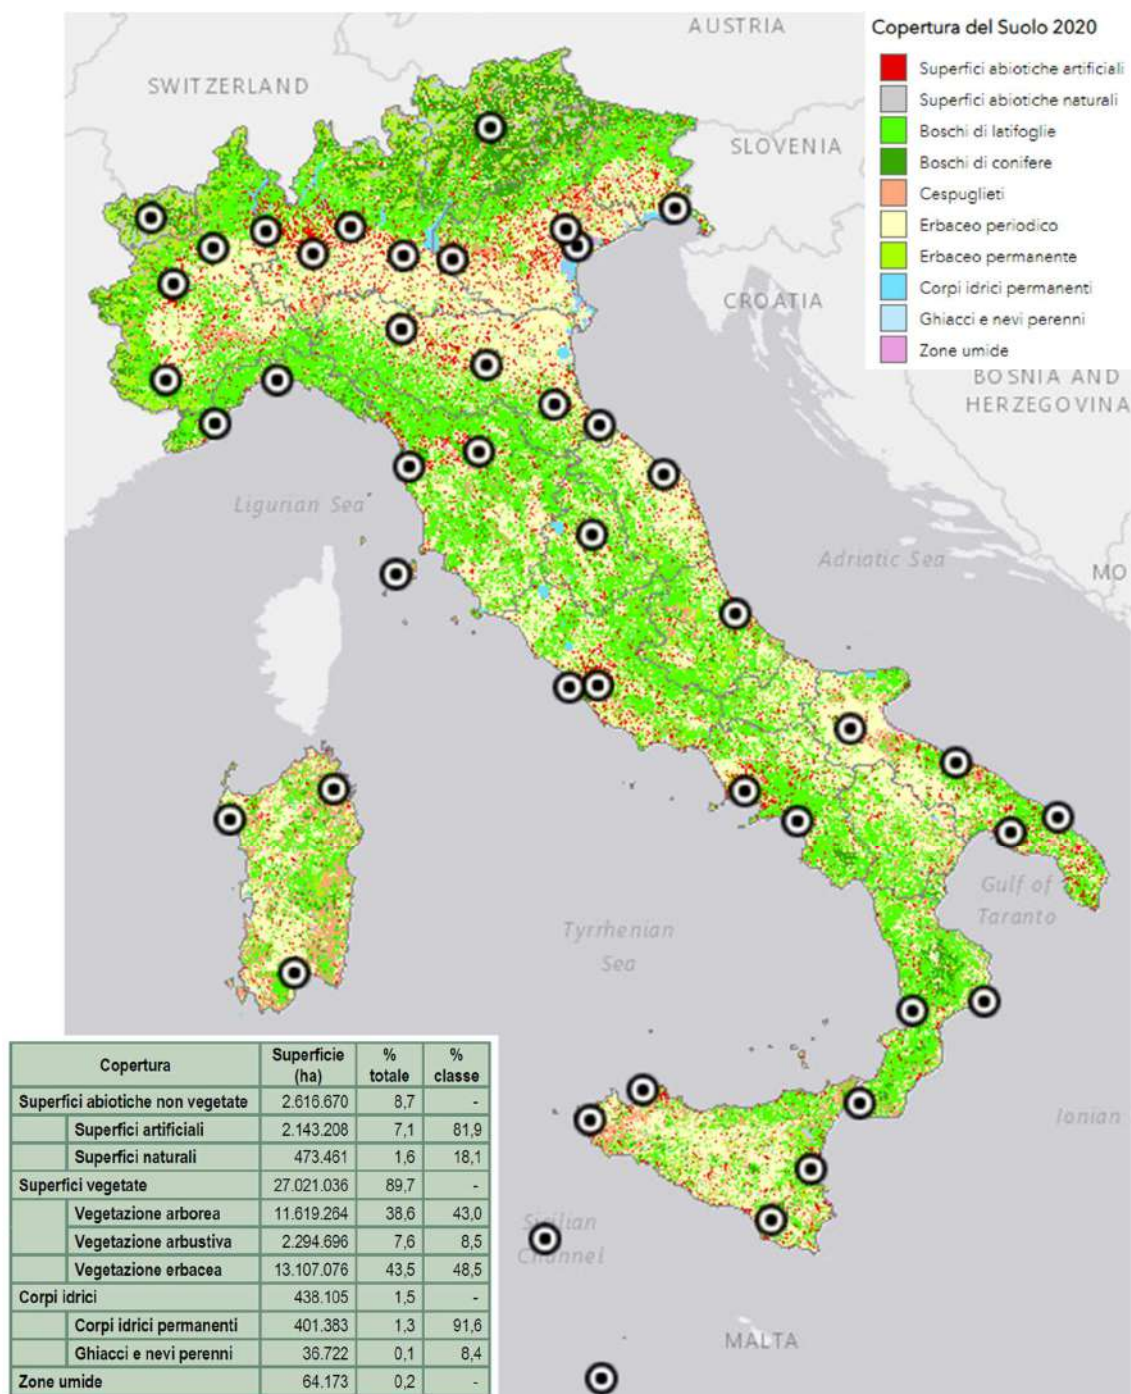 AUSTRIA
SWITZERLAND
SLOVENIA
CROATIA
BOSNIA AND
HERZEGOVINA
MO
Ligurian Sea
Adriatic Sea
Tyrrhenian
Sea
Gulf of
Taranto
Ionian
Sicilian
Channel
MALTA
Copertura del Suolo 2020
Superfici abiotiche artificiali
Superfici abiotiche naturali
Boschi di latifoglie
Boschi di conifere
Cespuglieti
Erbaceo periodico
Erbaceo permanente
Corpi idrici permanenti
Ghiacci e nevi perenni
Zone umide
Copertura Superficie (ha) % totale % classe
Superfici abiotiche non vegetate 2.616.670 8,7 -
Superfici artificiali 2.143.208 7,1 81,9
Superfici naturali 473.461 1,6 18,1
Superfici vegetate 27.021.036 89,7 -
Vegetazione arborea 11.619.264 38,6 43,0
Vegetazione arbustiva 2.294.696 7,6 8,5
Vegetazione erbacea 13.107.076 43,5 48,5
Corpi idrici 438.105 1,5 -
Corpi idrici permanenti 401.383 1,3 91,6
Ghiacci e nevi perenni 36.722 0,1 8,4
Zone umide 64.173 0,2 -